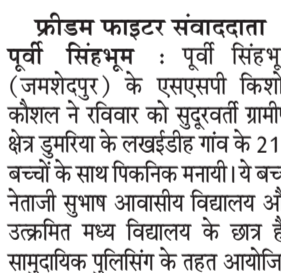 फ्रीडम फाइटर संवाददाता
पूर्वी सिंहभूम : पूर्वी सिंहभू
(जमशेदपुर) के एसएसपी किशो
कौशल ने रविवार को सुदूरवर्ती ग्रामी
क्षेत्र डुमरिया के लखईडीह गांव के 21
बच्चों के साथ पिकनिक मनायी। ये बच्
नेताजी सुभाष आवासीय विद्यालय औ
उत्क्रमित मध्य विद्यालय के छात्र है
सामुदायिक पुलिसिंग के तहत आयोजि